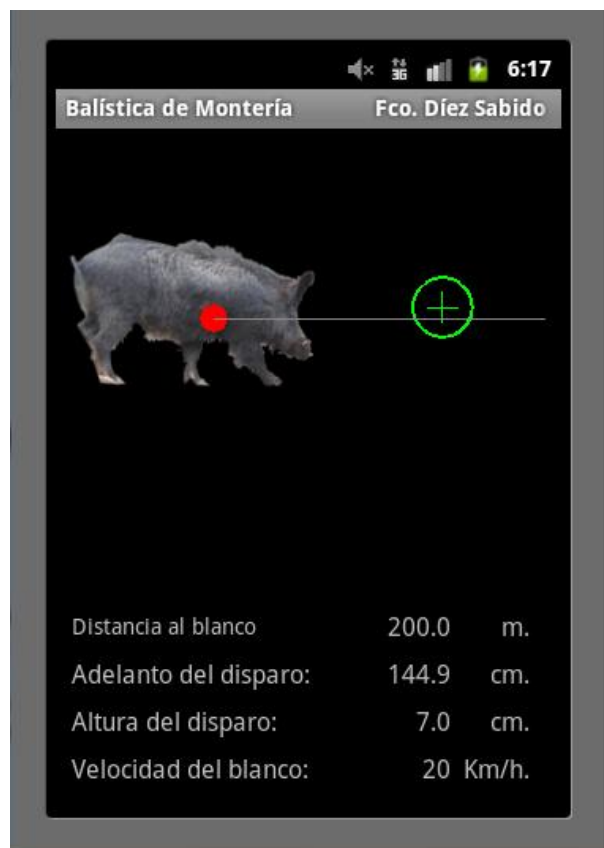 3G 6:17
Balística de Montería Fco. Díez Sabido
Distancia al blanco 200.0 m.
Adelanto del disparo: 144.9 cm.
Altura del disparo: 7.0 cm.
Velocidad del blanco: 20 Km/h.